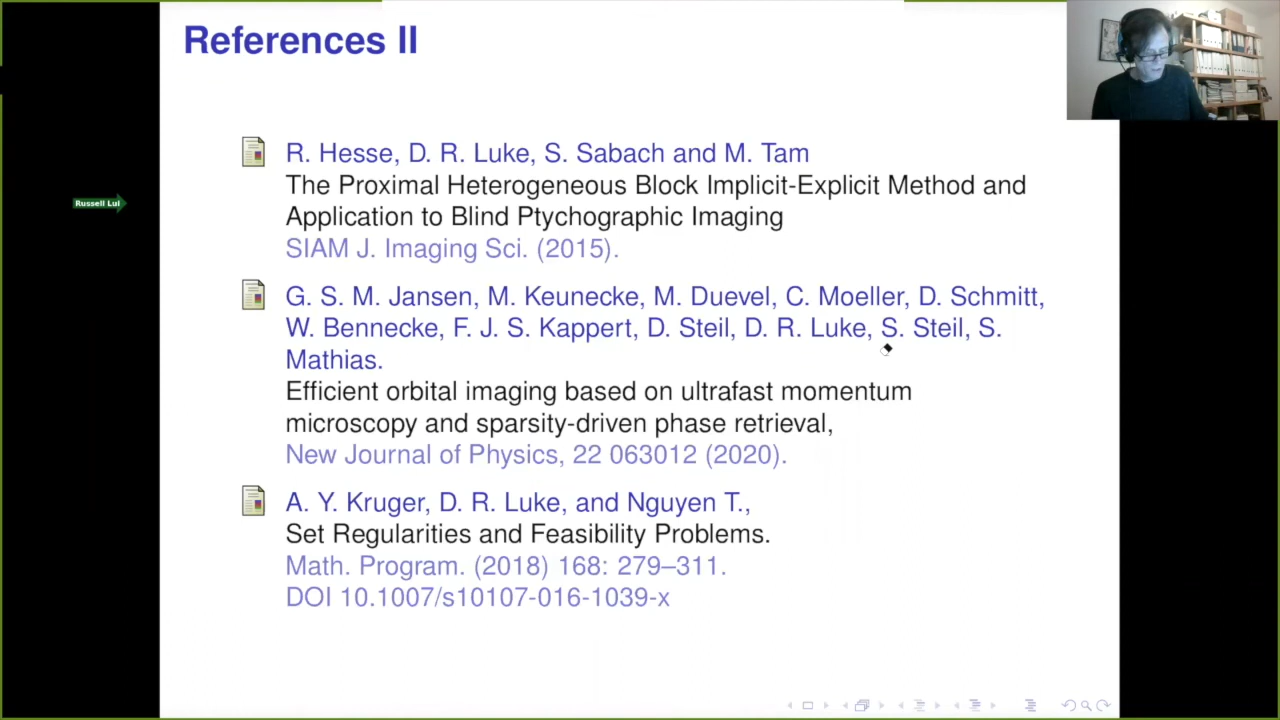 References II
R. Hesse, D. R. Luke, S. Sabach and M. Tam
The Proximal Heterogeneous Block Implicit-Explicit Method and
Application to Blind Ptychographic Imaging
SIAM J. Imaging Sci. (2015).
Russell Lui
G. S. M. Jansen, M. Keunecke, M. Duevel, C. Moeller, D. Schmitt,
W. Bennecke, F. J. S. Kappert, D. Steil, D. R. Luke, S. Steil, S.
Mathias.
Efficient orbital imaging based on ultrafast momentum
microscopy and sparsity-driven phase retrieval,
New Journal of Physics, 22 063012 (2020).
A. Y. Kruger, D. R. Luke, and Nguyen T.,
Set Regularities and Feasibility Problems.
Math. Program. (2018) 168: 279–311.
DOI 10.1007/s10107-016-1039-x